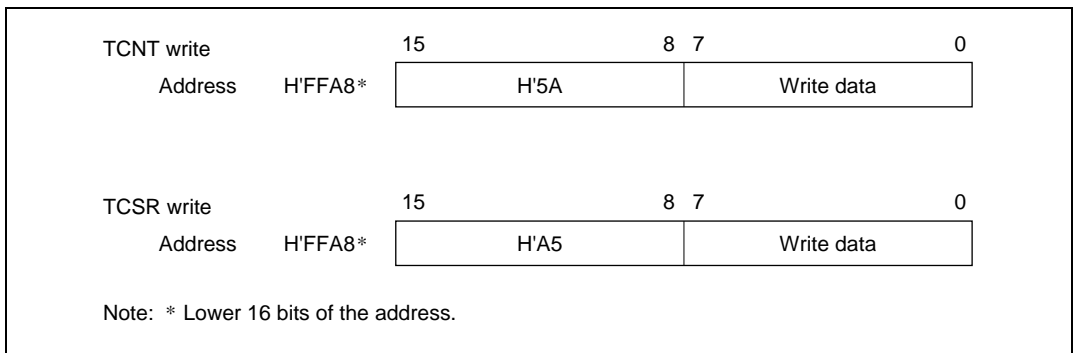 TCNT write 15 8 7 0
Address H'FFA8* H'5A Write data
TCSR write 15 8 7 0
Address H'FFA8* H'A5 Write data
Note: * Lower 16 bits of the address.